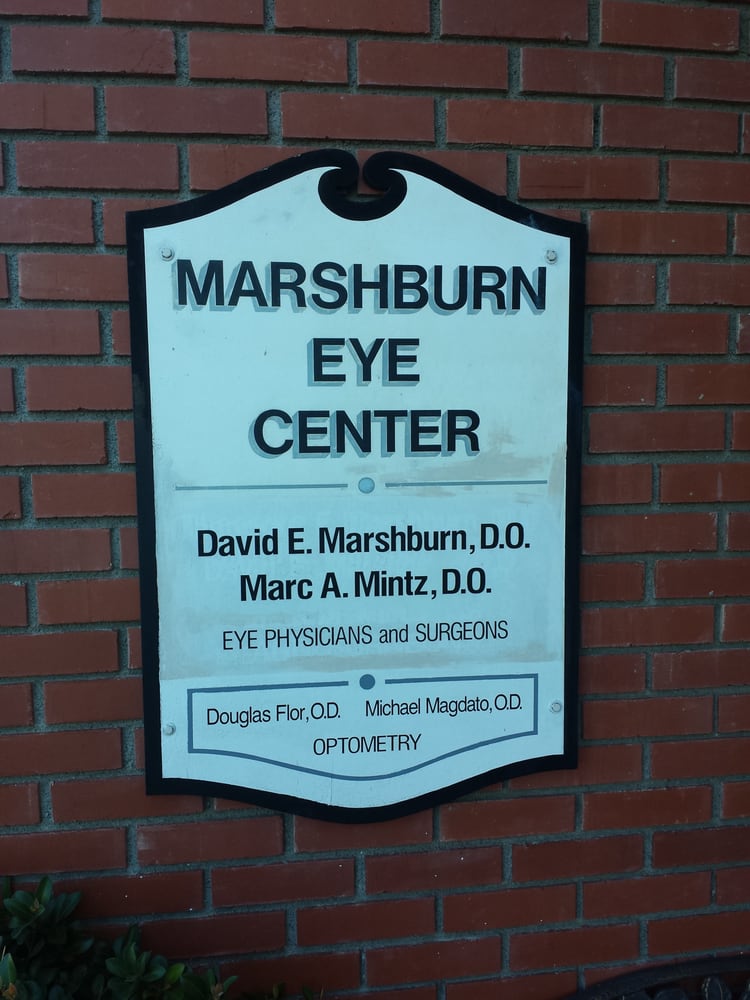 MARSHBURN
EYE
CENTER
David E. Marshburn, D.O.
Marc A. Mintz, D.O.
EYE PHYSICIANS and SURGEONS
Douglas Flor, O.D. Michael Magdato, O.D.
OPTOMETRY